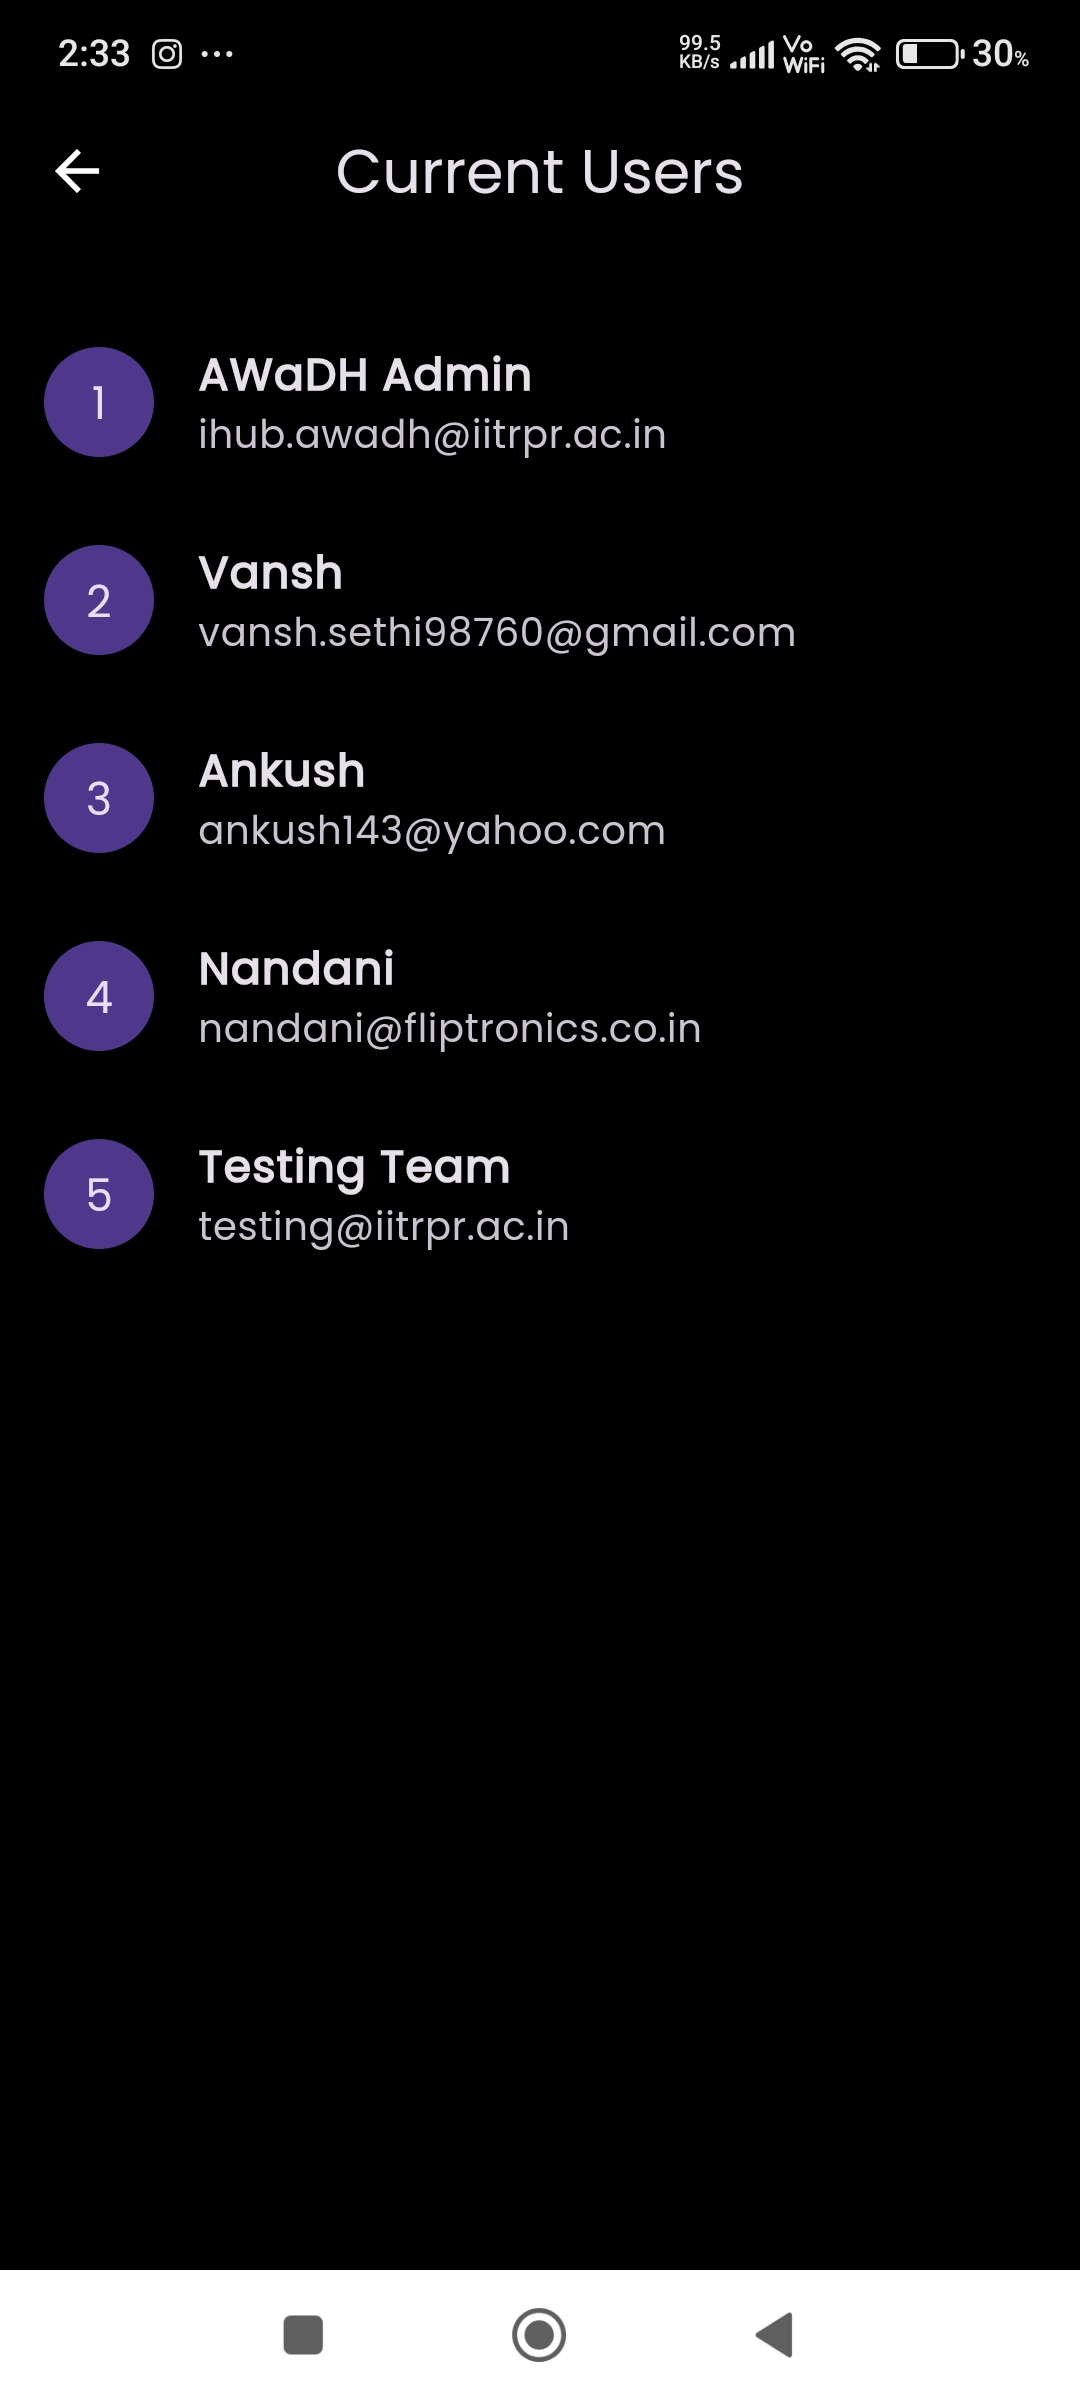 2:33 ... 99.5 KB/s Vo WiFi 30%
Current Users
1
AWaDH Admin
ihub.awadh@iitrpr.ac.in
2
Vansh
vansh.sethi98760@gmail.com
3
Ankush
ankush143@yahoo.com
4
Nandani
nandani@fliptronics.co.in
5
Testing Team
testing@iitrpr.ac.in